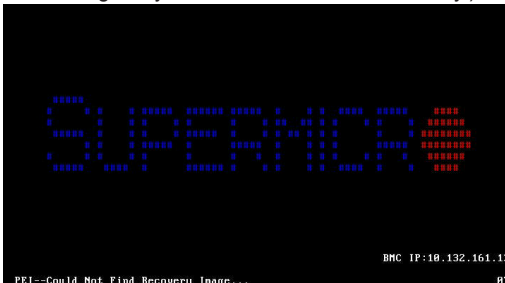 SUPERMICR
BMC IP:10.132.161.1
PEI--Could Not Find Recovery Image...